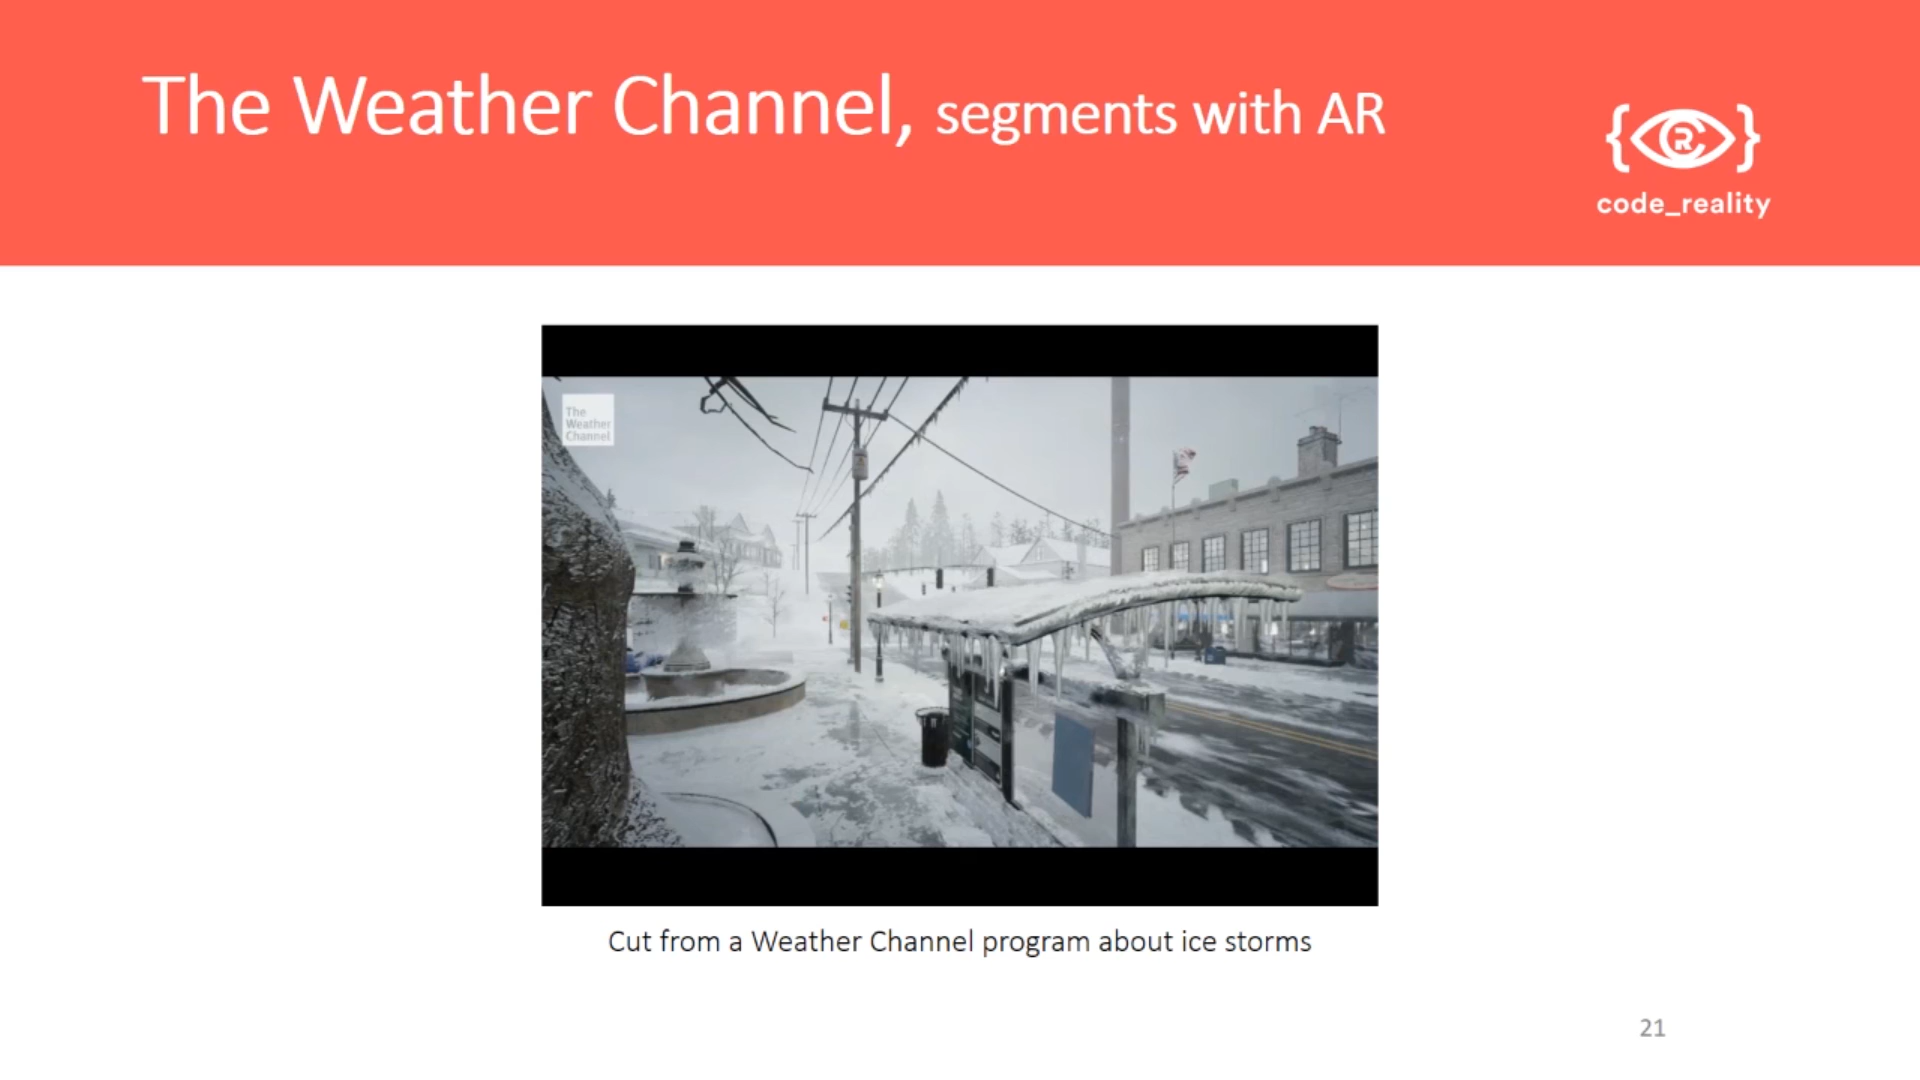 The Weather Channel, segments with AR
code_reality
The
Weather
Channel
Cut from a Weather Channel program about ice storms
21